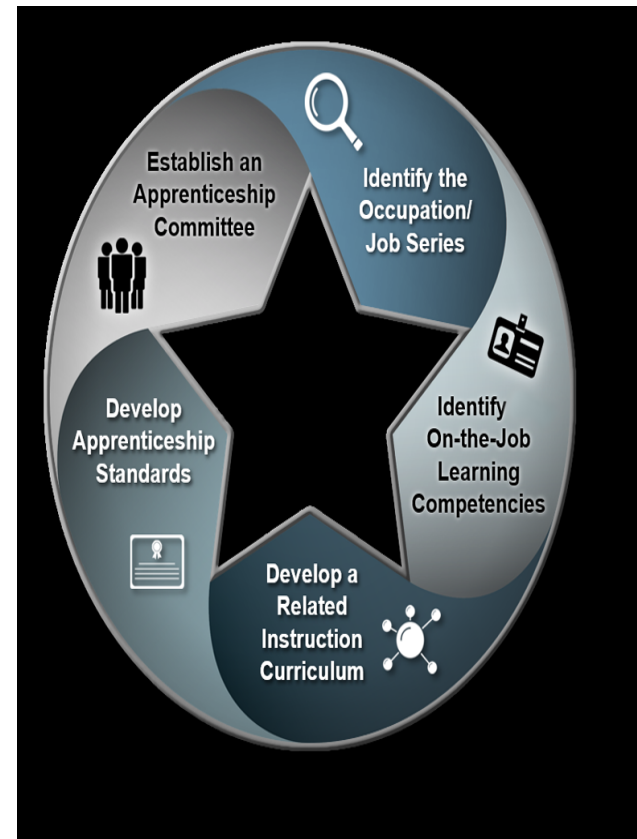 Establish an
Apprenticeship
Committee
Identify the
Occupation/
Job Series
Identify
On-the-Job
Learning
Competencies
Develop a
Related
Instruction
Curriculum
Develop
Apprenticeship
Standards